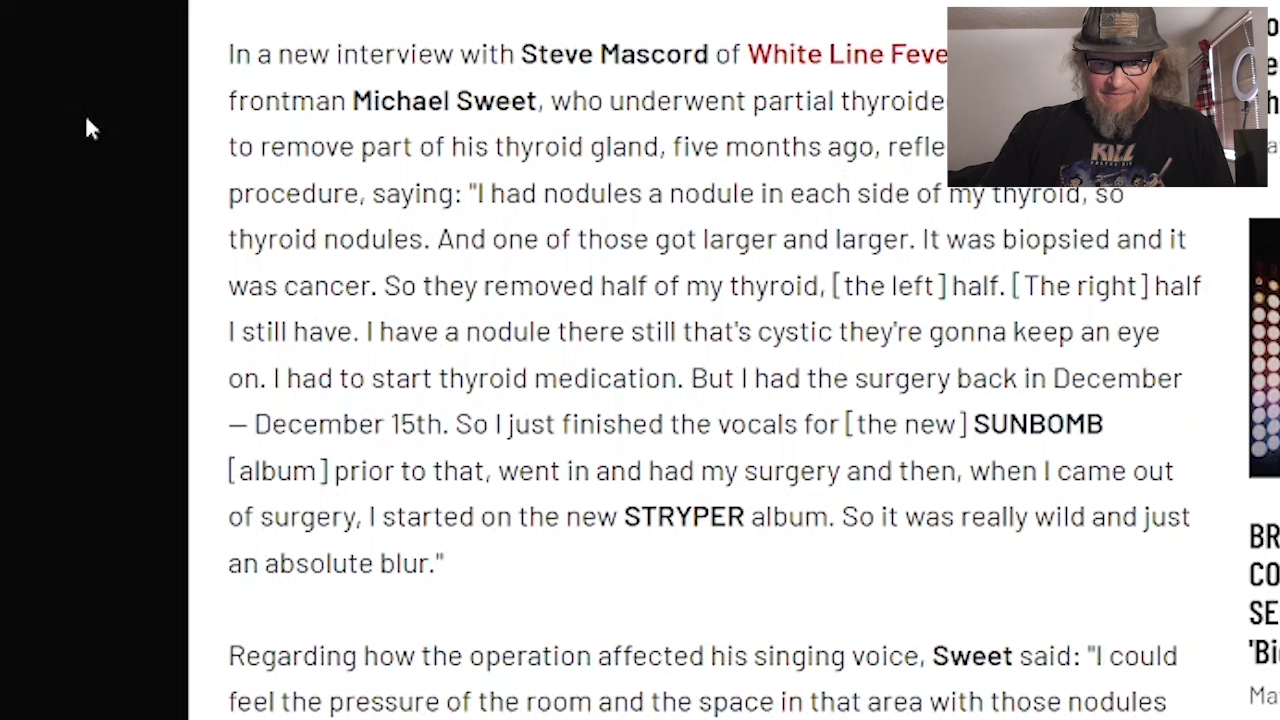 In a new interview with Steve Mascord of White Line Feve
frontman Michael Sweet, who underwent partial thyroide
to remove part of his thyroid gland, five months ago, refle
procedure, saying: "I had nodules a nodule in each side of my thyroid, so
thyroid nodules. And one of those got larger and larger. It was biopsied and it
was cancer. So they removed half of my thyroid, [the left] half. [The right] half
I still have. I have a nodule there still that's cystic they're gonna keep an eye
on. I had to start thyroid medication. But I had the surgery back in December
— December 15th. So I just finished the vocals for [the new] SUNBOMB
[album] prior to that, went in and had my surgery and then, when I came out
of surgery, I started on the new STRYPER album. So it was really wild and just
an absolute blur."
Regarding how the operation affected his singing voice, Sweet said: "I could
feel the pressure of the room and the space in that area with those nodules
KILL
BR
CO
SE
'Bi
Ma